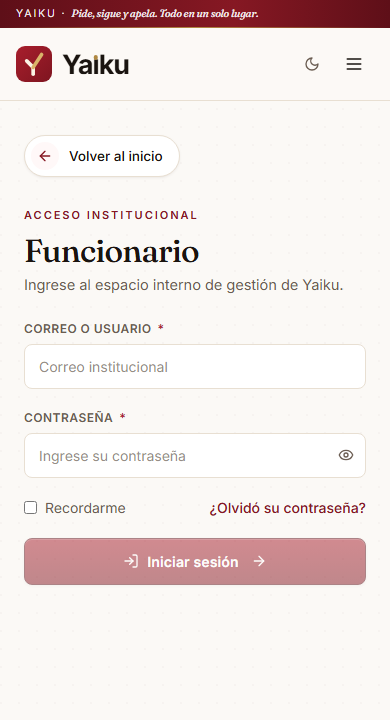 YAIKU · Pide, sigue y apela. Todo en un solo lugar.
Yaiku
Volver al inicio
ACCESO INSTITUCIONAL
Funcionario
Ingrese al espacio interno de gestión de Yaiku.
CORREO O USUARIO *
Correo institucional
CONTRASEÑA *
Ingrese su contraseña
Recordarme ¿Olvidó su contraseña?
Iniciar sesión